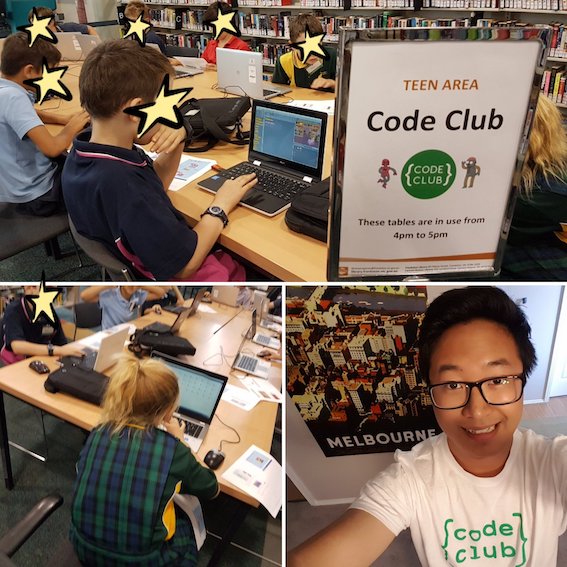 TEEN AREA
Code Club
{CODE
CLUB}
These tables are in use from
4pm to 5pm
MELBOURNE
{code
club}